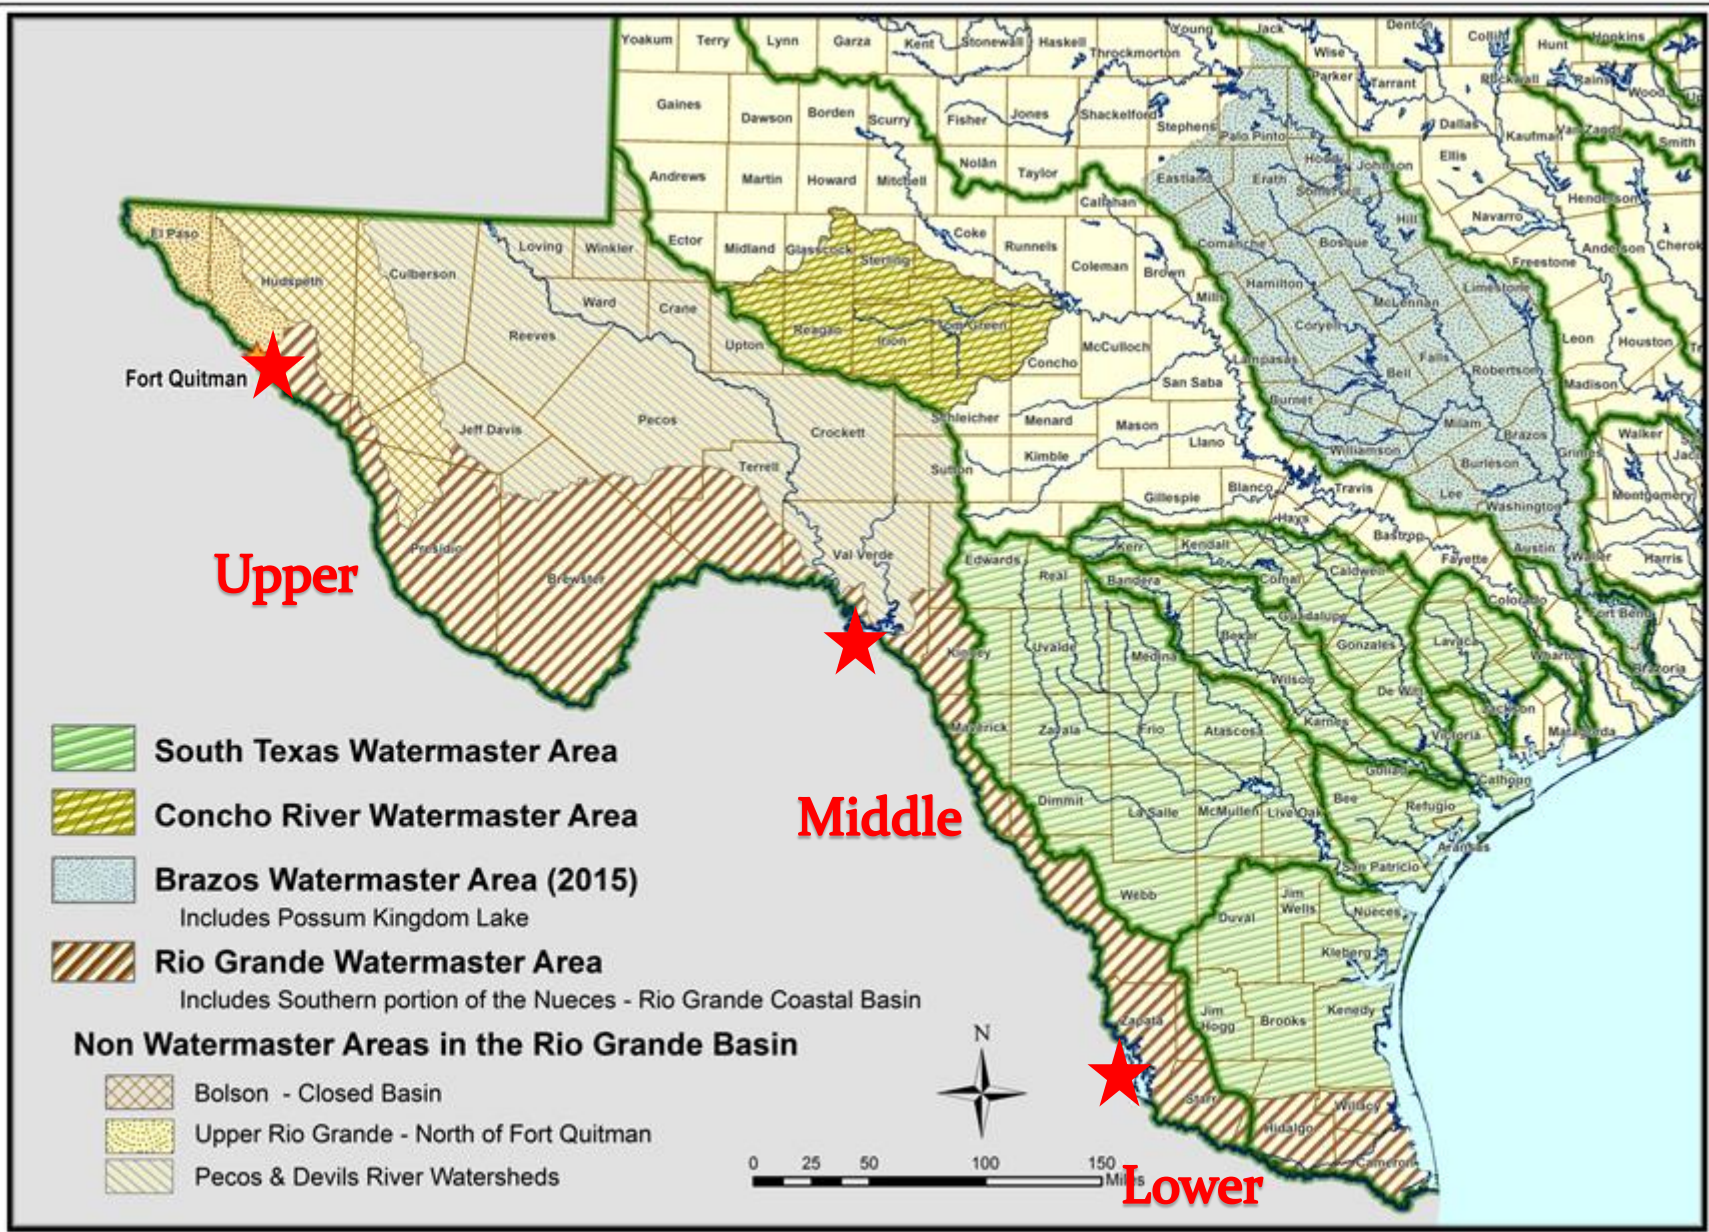 Yoakum Terry Lynn Garza Kent Stonewall Haskell Throckmorton Young Jack Wise Denton Collin Hunt Hopkins
Parker Tarrant Rockwall Rains Wood
Gaines Dawson Borden Scurry Fisher Jones Shackelford Stephens Palo Pinto Dallas Kaufman Van Zandt Smith
Andrews Martin Howard Mitchell Nolan Taylor Callahan Eastland Erath Hood Somervell Johnson Ellis Henderson
El Paso Hudspeth Culberson Loving Winkler Ector Midland Glasscock Sterling Coke Runnels Coleman Brown Comanche Bosque Hill Navarro Freestone Anderson Cherok
Ward Crane Reeves Upton Reagan Irion Tom Green Concho McCulloch Mills Hamilton McLennan Limestone Coryell Falls Leon Houston
Fort Quitman
San Saba Lampasas Bell Robertson Madison
Jeff Davis Pecos Crockett Schleicher Menard Mason Llano Burnet Milam Brazos Walker
Terrell Sutton Kimble Williamson Burleson Grimes
Gillespie Blanco Travis Lee Washington Montgomery
Presidio Brewster Val Verde Edwards Kerr Kendall Hays Bastrop Fayette Austin Waller Harris
Upper
Real Bandera Comal Caldwell Colorado Fort Bend
Kinney Uvalde Medina Bexar Guadalupe Gonzales Lavaca Wharton Brazoria
Wilson De Witt Jackson Matagorda
Maverick Zavala Frio Atascosa Karnes Victoria
Goliad Calhoun
Middle
Dimmit La Salle McMullen Live Oak Bee Refugio
Aransas
San Patricio
Webb Duval Jim Wells Nueces
Kleberg
Zapata Jim Hogg Brooks Kenedy
Starr Hidalgo Willacy
Cameron
Lower
South Texas Watermaster Area
Concho River Watermaster Area
Brazos Watermaster Area (2015)
Includes Possum Kingdom Lake
Rio Grande Watermaster Area
Includes Southern portion of the Nueces - Rio Grande Coastal Basin
Non Watermaster Areas in the Rio Grande Basin
Bolson - Closed Basin
Upper Rio Grande - North of Fort Quitman
Pecos & Devils River Watersheds
N
0 25 50 100 150
Miles